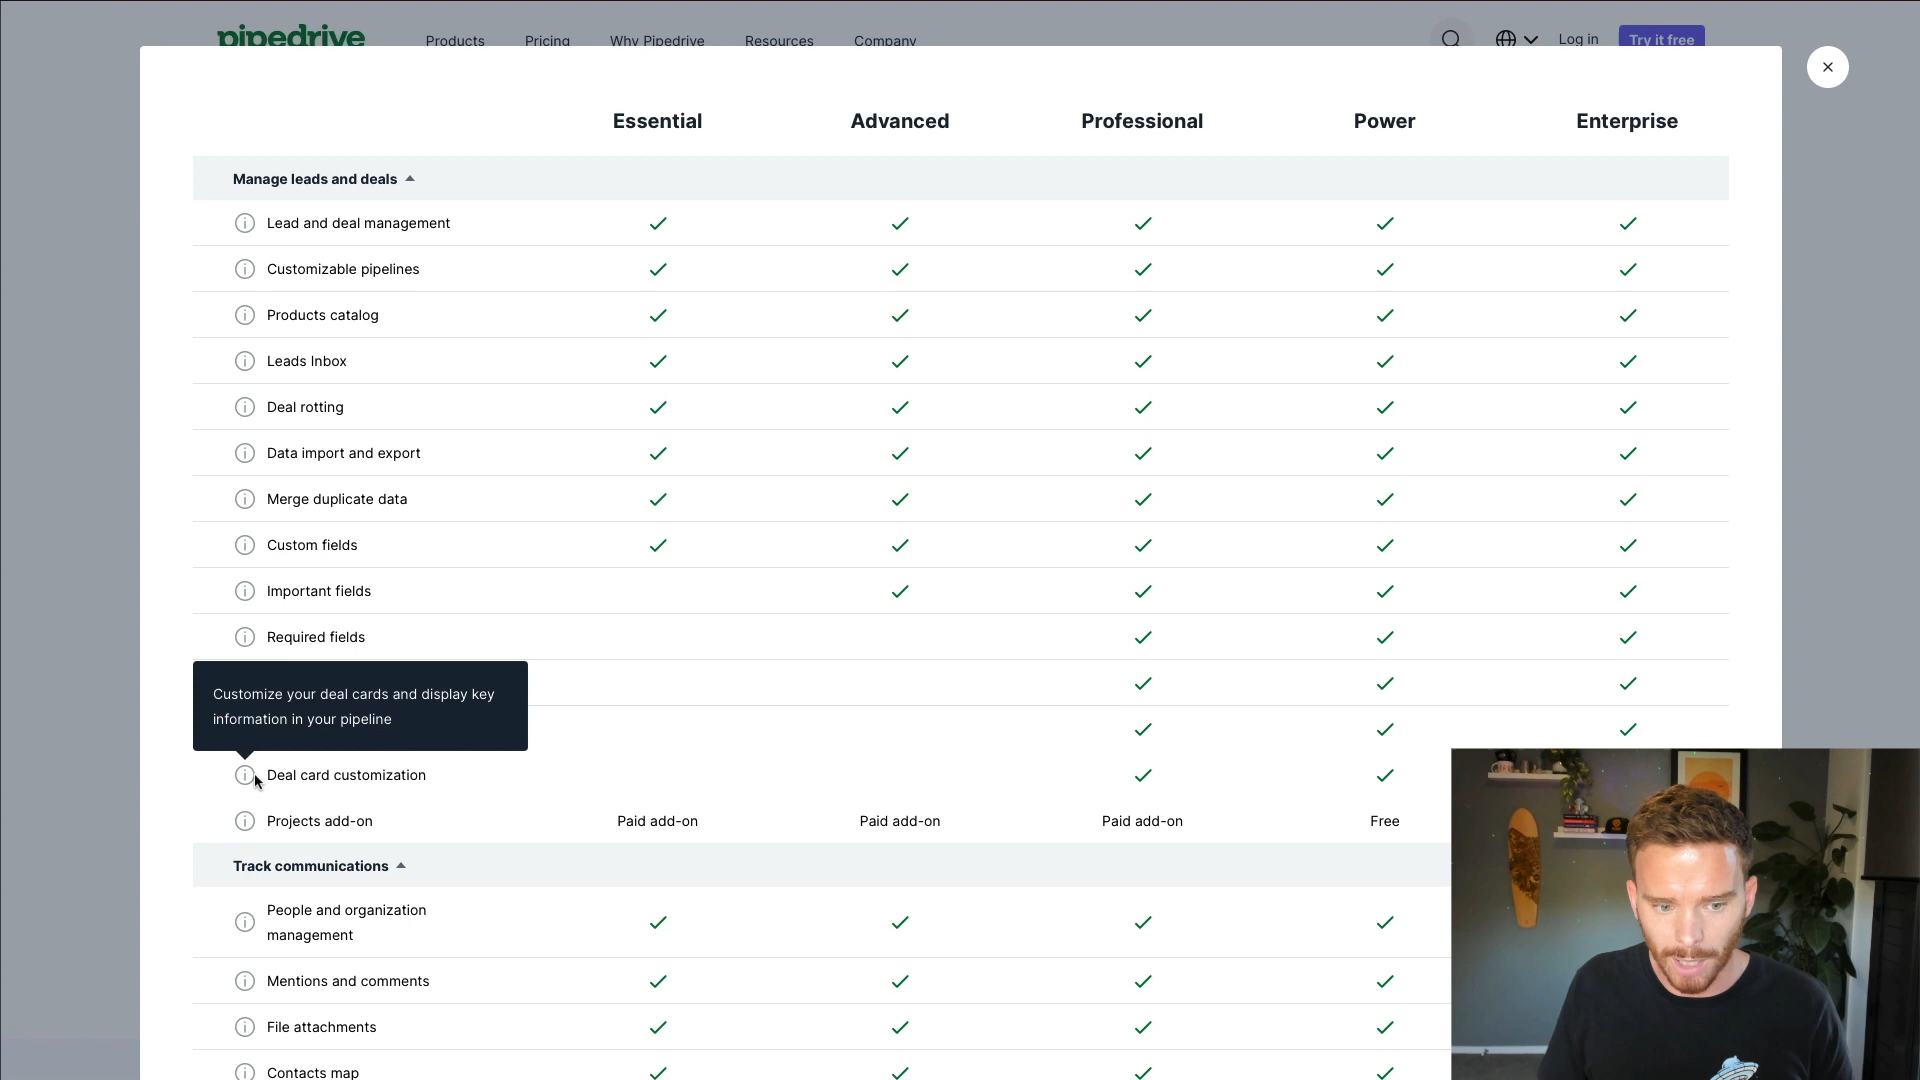 pipedrive Products Pricing Why Pipedrive Resources Company Log in Try it free
Essential Advanced Professional Power Enterprise
Manage leads and deals
Lead and deal management
Customizable pipelines
Products catalog
Leads Inbox
Deal rotting
Data import and export
Merge duplicate data
Custom fields
Important fields
Required fields
Customize your deal cards and display key
information in your pipeline
Deal card customization
Projects add-on Paid add-on Paid add-on Paid add-on Free
Track communications
People and organization
management
Mentions and comments
File attachments
Contacts map